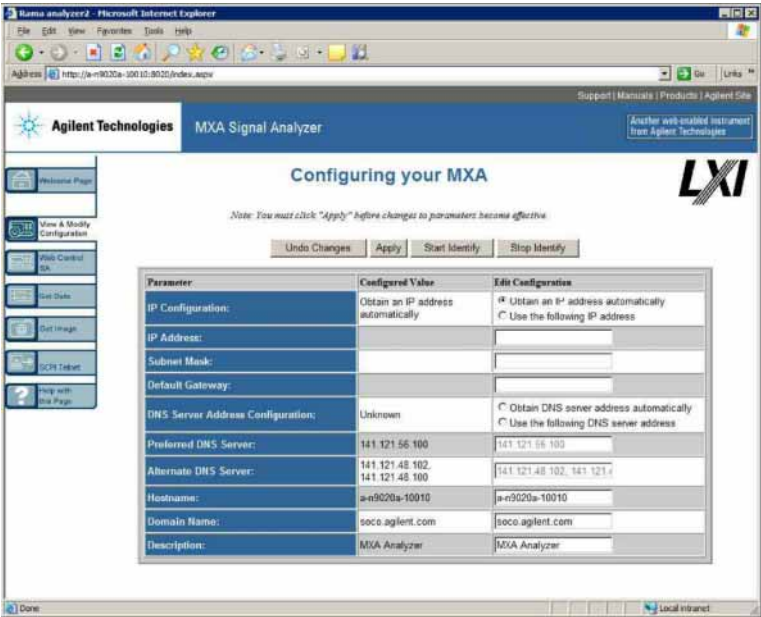 Rama analyzer2 - Microsoft Internet Explorer
File Edit View Favorites Tools Help
Address http://a-n9020a-10010:8020/index.aspx Go Links »
Support | Manuals | Products | Agilent Site
Agilent Technologies MXA Signal Analyzer
Another web-enabled instrument
from Agilent Technologies
Welcome Page
View & Modify
Configuration
Web Control
SA
Get Data
Get Image
SCPI Telnet
Help with
this Page
LXI
Configuring your MXA
Note: You must click "Apply" before changes to parameters become effective.
Undo Changes Apply Start Identify Stop Identify
Parameter Configured Value Edit Configuration
IP Configuration: Obtain an IP address automatically Obtain an IP address automatically
Use the following IP address
IP Address:
Subnet Mask:
Default Gateway:
DNS Server Address Configuration: Unknown Obtain DNS server address automatically
Use the following DNS server address
Preferred DNS Server: 141.121.56.100 141.121.56.100
Alternate DNS Server: 141.121.48.102, 141.121.48.100 141.121.48.102, 141.121.4
Hostname: a-n9020a-10010 a-n9020a-10010
Domain Name: soco.agilent.com soco.agilent.com
Description: MXA Analyzer MXA Analyzer
Done Local intranet